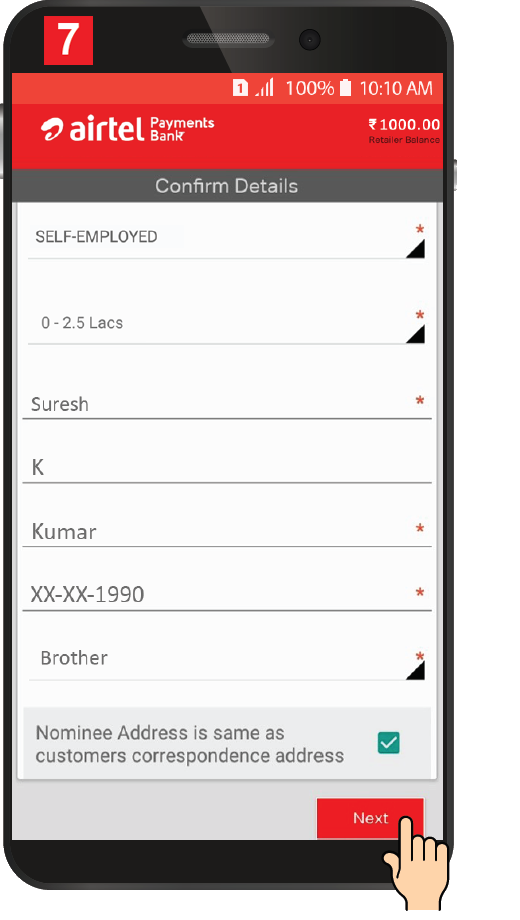 7
1 100% 10:10 AM
airtel Payments Bank
₹1000.00
Retailer Balance
Confirm Details
SELF-EMPLOYED *
0 - 2.5 Lacs *
Suresh *
K
Kumar *
XX-XX-1990 *
Brother *
Nominee Address is same as
customers correspondence address
Next